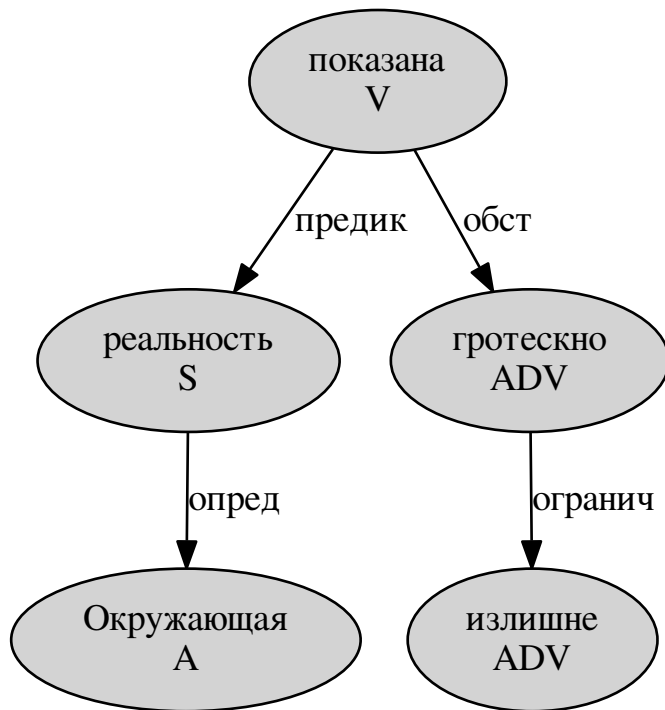 показана
V
предик
обст
реальность
S
гротескно
ADV
опред
огранич
Окружающая
A
излишне
ADV